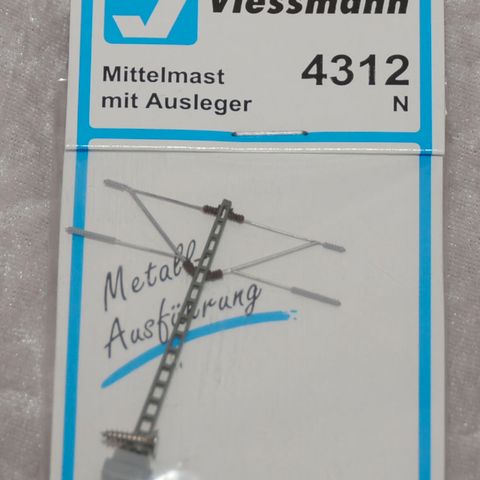 Viessmann
Mittelmast
mit Ausleger
4312
N
Metall-
Ausführung